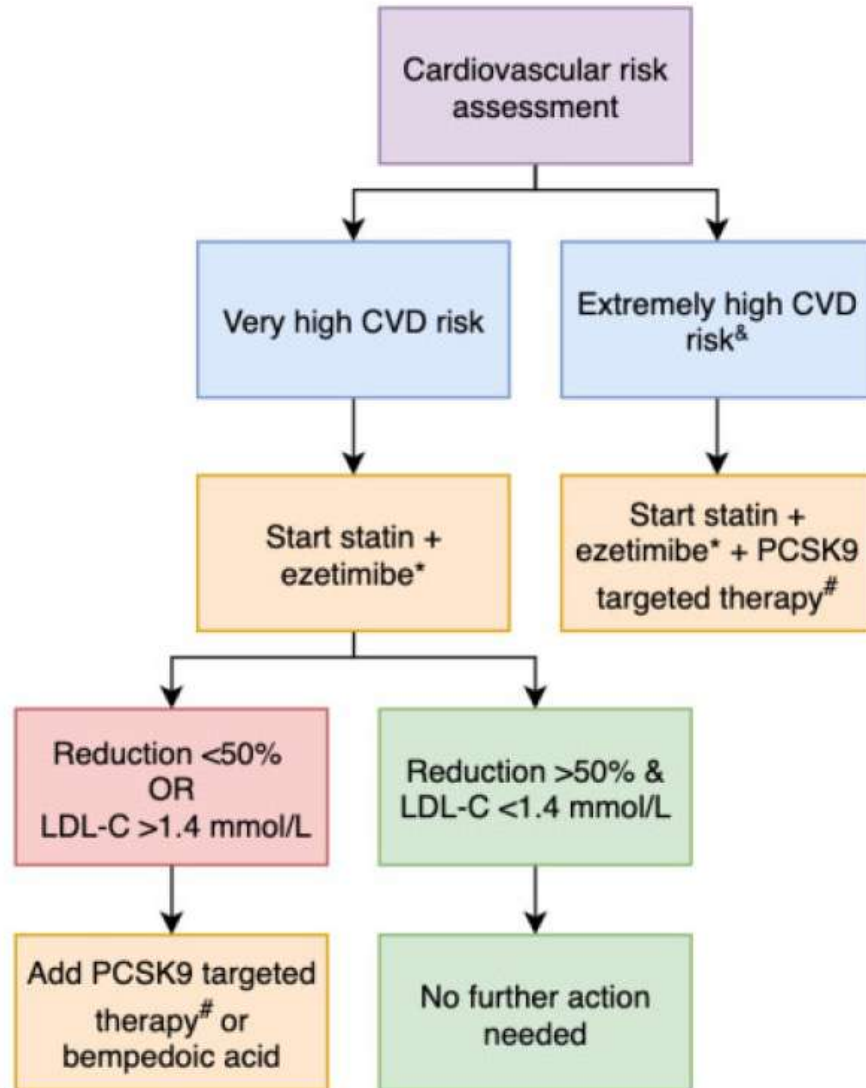 Cardiovascular risk
assessment
Very high CVD risk
Extremely high CVD
risk&
Start statin +
ezetimibe*
Start statin +
ezetimibe* + PCSK9
targeted therapy#
Reduction <50%
OR
LDL-C >1.4 mmol/L
Reduction >50% &
LDL-C <1.4 mmol/L
Add PCSK9 targeted
therapy# or
bempedoic acid
No further action
needed